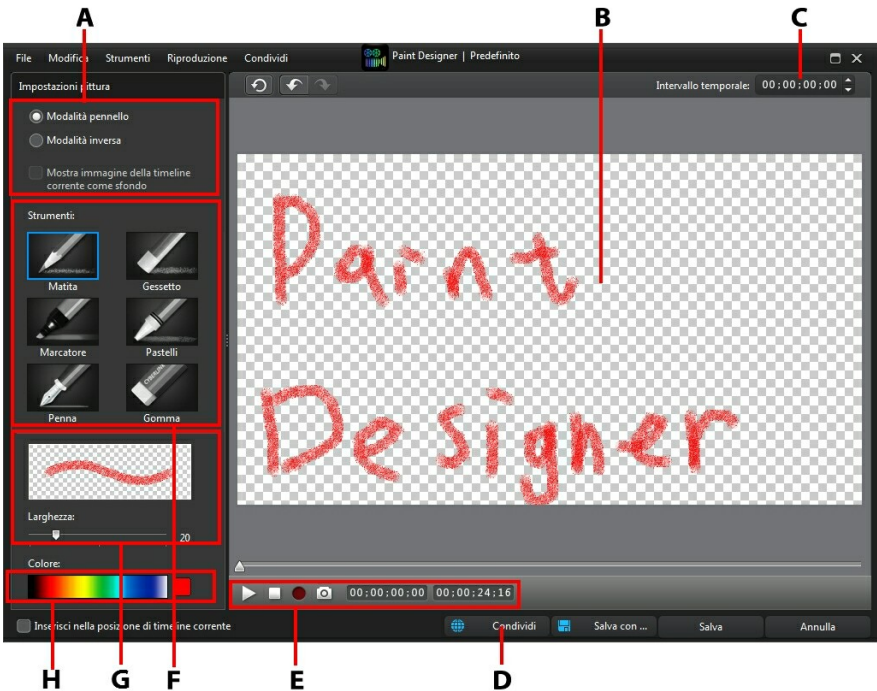 A B C
File Modifica Strumenti Riproduzione Condividi Paint Designer | Predefinito
Impostazioni pittura Intervallo temporale: 00;00;00;00
Modalità pennello
Modalità inversa
Mostra immagine della timeline
corrente come sfondo
Strumenti:
Matita Gessetto
Marcatore Pastelli
Penna Gomma
Paint
Designer
Larghezza:
20
Colore:
00;00;00;00 00;00;24;16
Inserisci nella posizione di timeline corrente Condividi Salva con ... Salva Annulla
H G F E D